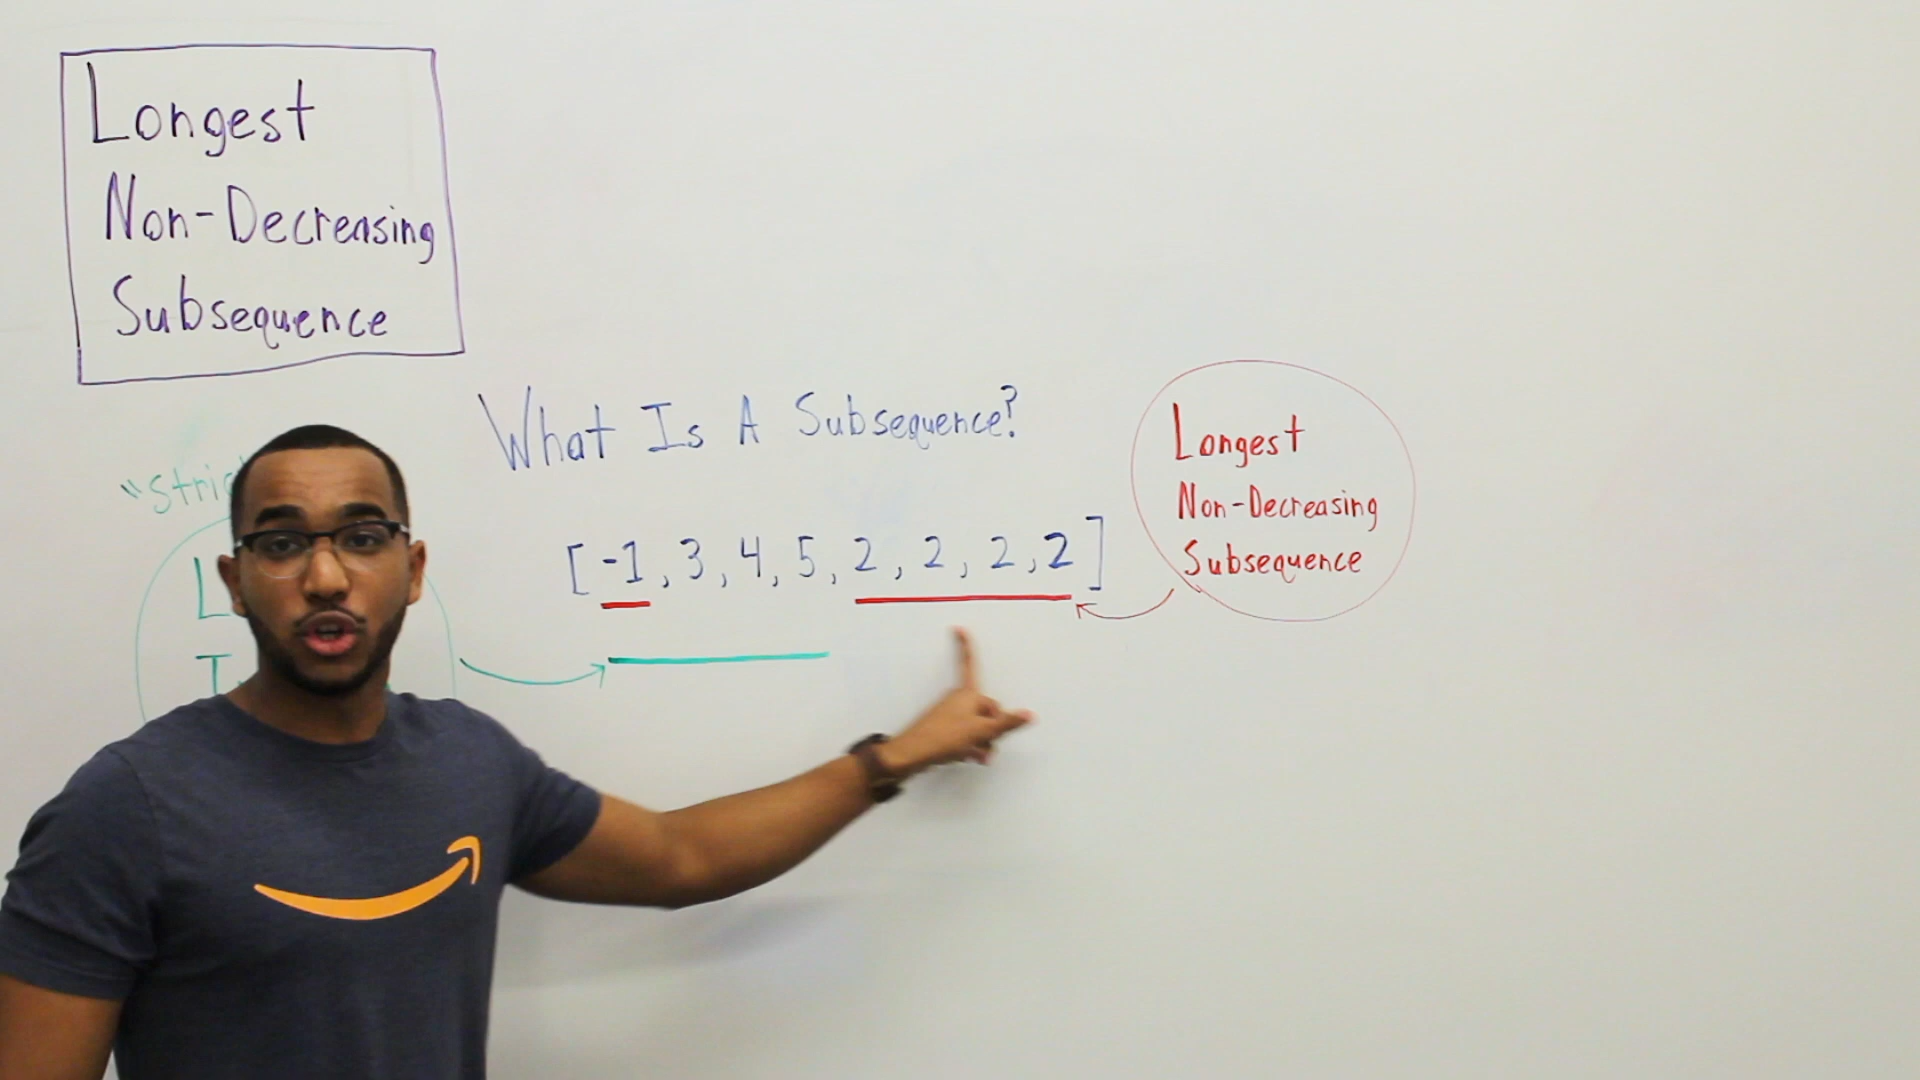 Longest
Non-Decreasing
Subsequence
What Is A Subsequence?
[-1, 3, 4, 5, 2, 2, 2, 2]
Longest
Non-Decreasing
Subsequence